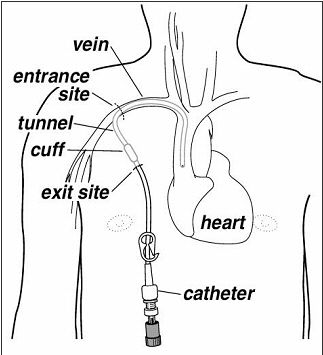 vein
entrance
site
tunnel
cuff
exit site
heart
catheter